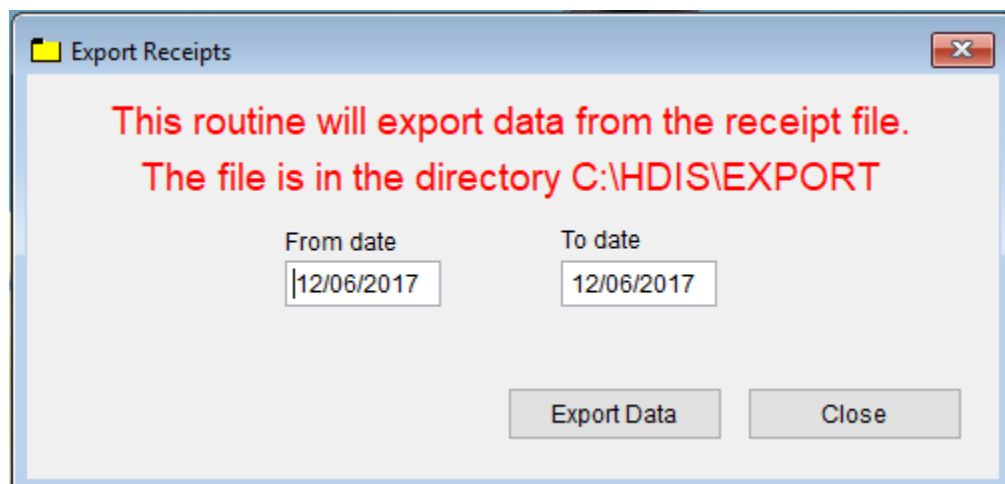 Export Receipts
This routine will export data from the receipt file.
The file is in the directory C:\HDIS\EXPORT
From date To date
12/06/2017 12/06/2017
Export Data Close